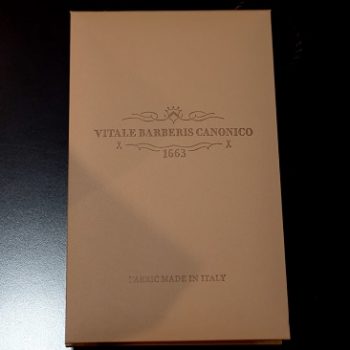 VITALE BARBERIS CANONICO
1663
FABRIC MADE IN ITALY